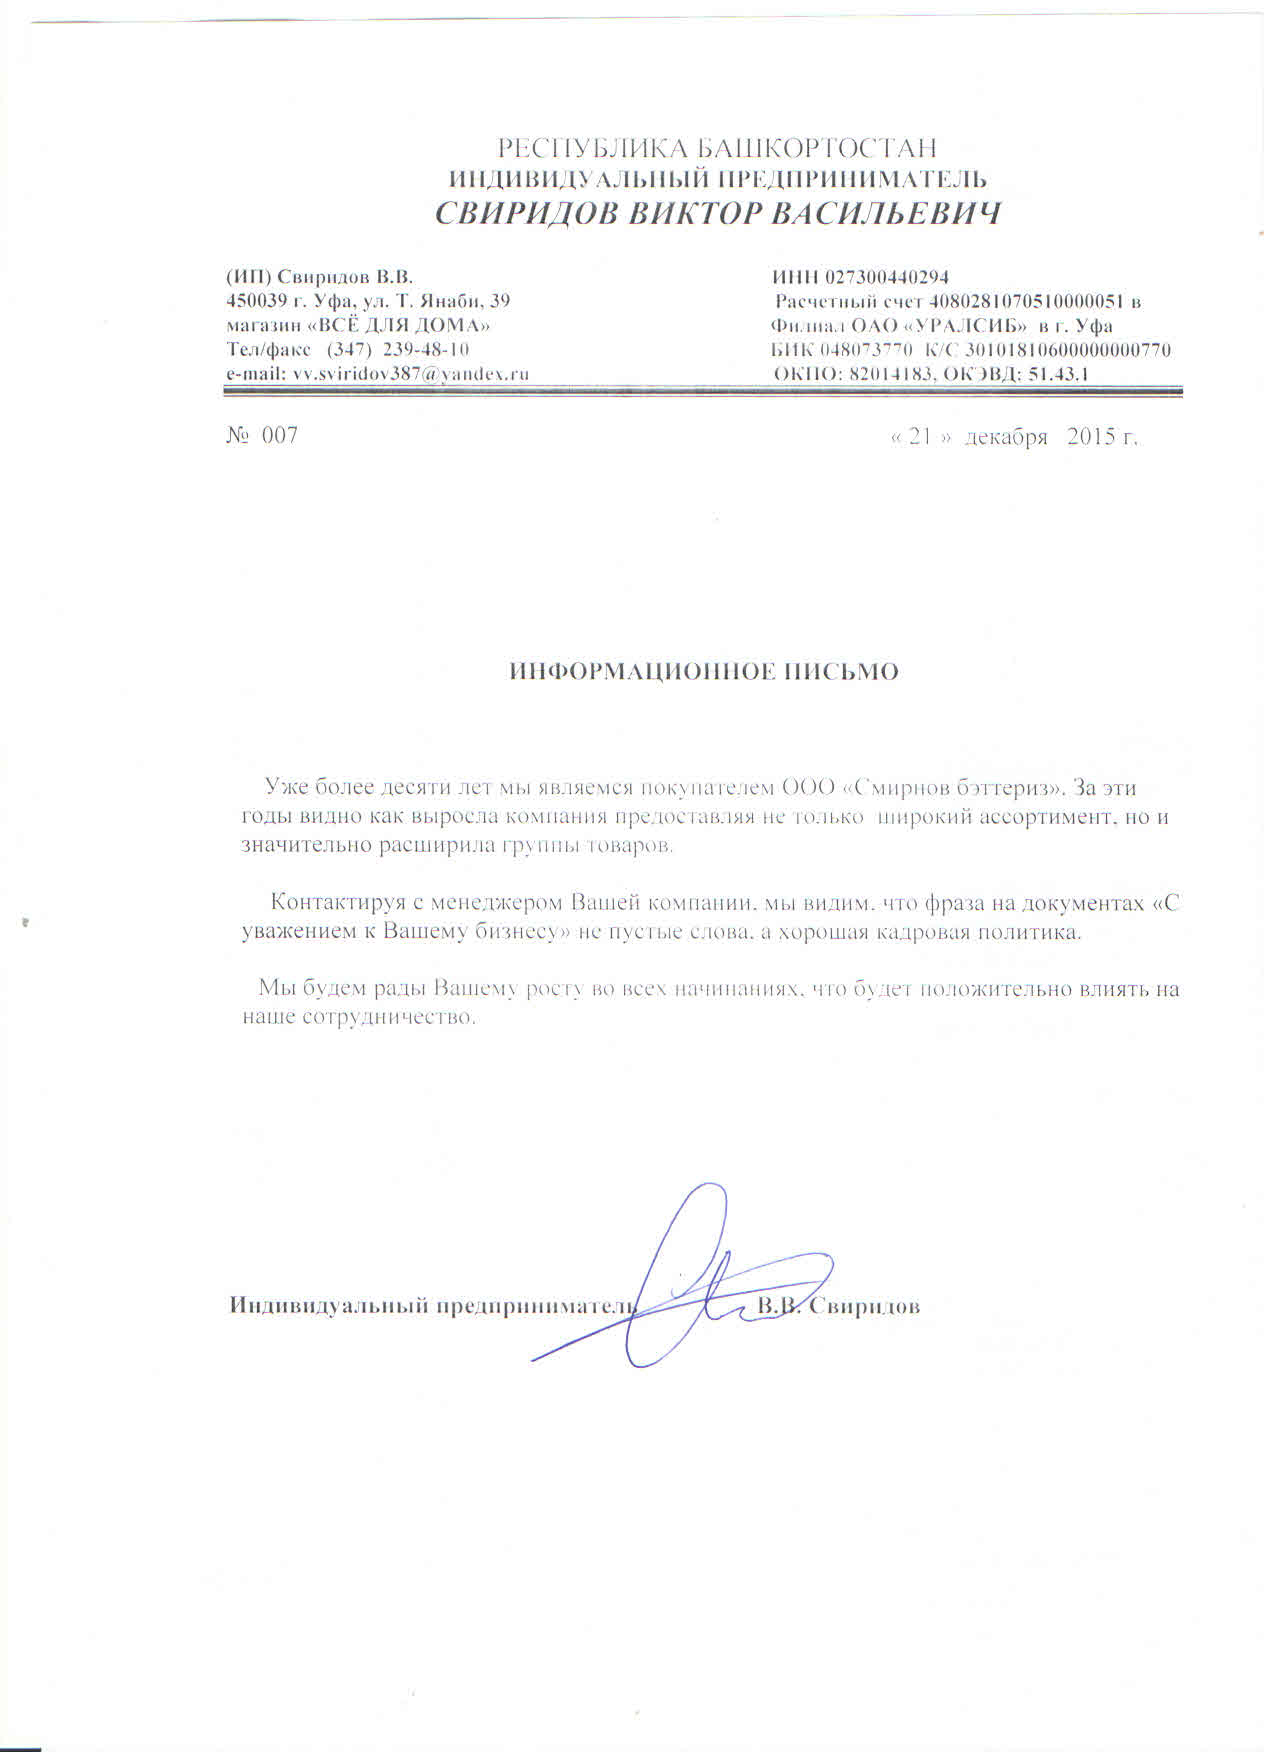 РЕСПУБЛИКА БАШКОРТОСТАН
ИНДИВИДУАЛЬНЫЙ ПРЕДПРИНИМАТЕЛЬ
СВИРИДОВ ВИКТОР ВАСИЛЬЕВИЧ
(ИП) Свиридов В.В. ИНН 027300440294
450039 г. Уфа, ул. Т. Янаби, 39 Расчетный счет 4080281070510000051 в
магазин «ВСЁ ДЛЯ ДОМА» Филиал ОАО «УРАЛСИБ» в г. Уфа
Тел/факс (347) 239-48-10 БИК 048073770 К/С 30101810600000000770
e-mail: vv.sviridov387@yandex.ru ОКПО: 82014183, ОКЭВД: 51.43.1
№ 007 « 21 » декабря 2015 г.
ИНФОРМАЦИОННОЕ ПИСЬМО
Уже более десяти лет мы являемся покупателем ООО «Смирнов бэттериз». За эти
годы видно как выросла компания предоставляя не только широкий ассортимент, но и
значительно расширила группы товаров.
Контактируя с менеджером Вашей компании, мы видим, что фраза на документах «С
уважением к Вашему бизнесу» не пустые слова, а хорошая кадровая политика.
Мы будем рады Вашему росту во всех начинаниях, что будет положительно влиять на
наше сотрудничество.
Индивидуальный предприниматель В.В. Свиридов